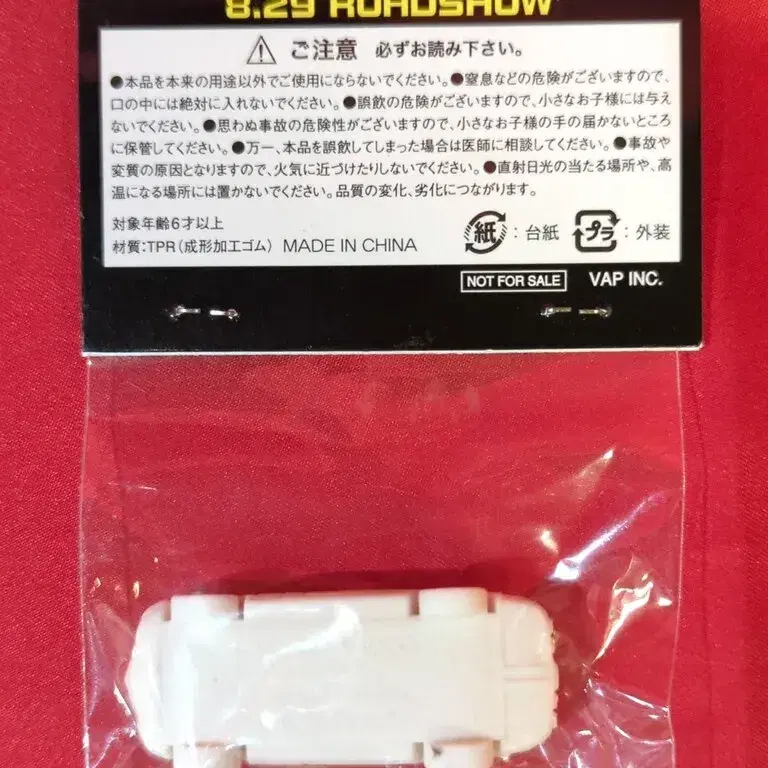 8.29 ROADSHOW
ご注意 必ずお読み下さい。
●本品を本来の用途以外でご使用にならないでください。●窒息などの危険がございますので、
口の中には絶対に入れないでください。●誤飲の危険がございますので、小さなお子様には与え
ないでください。●思わぬ事故の危険性がございますので、小さなお子様の手の届かないところ
に保管してください。●万一、本品を誤飲してしまった場合は医師に相談してください。●事故や
変質の原因となりますので、火気に近づけたりしないでください。●直射日光の当たる場所や、高
温になる場所には置かないでください。品質の変化、劣化につながります。
対象年齢6才以上
材質:TPR(成形加工ゴム) MADE IN CHINA
紙:台紙 プラ:外装
NOT FOR SALE VAP INC.